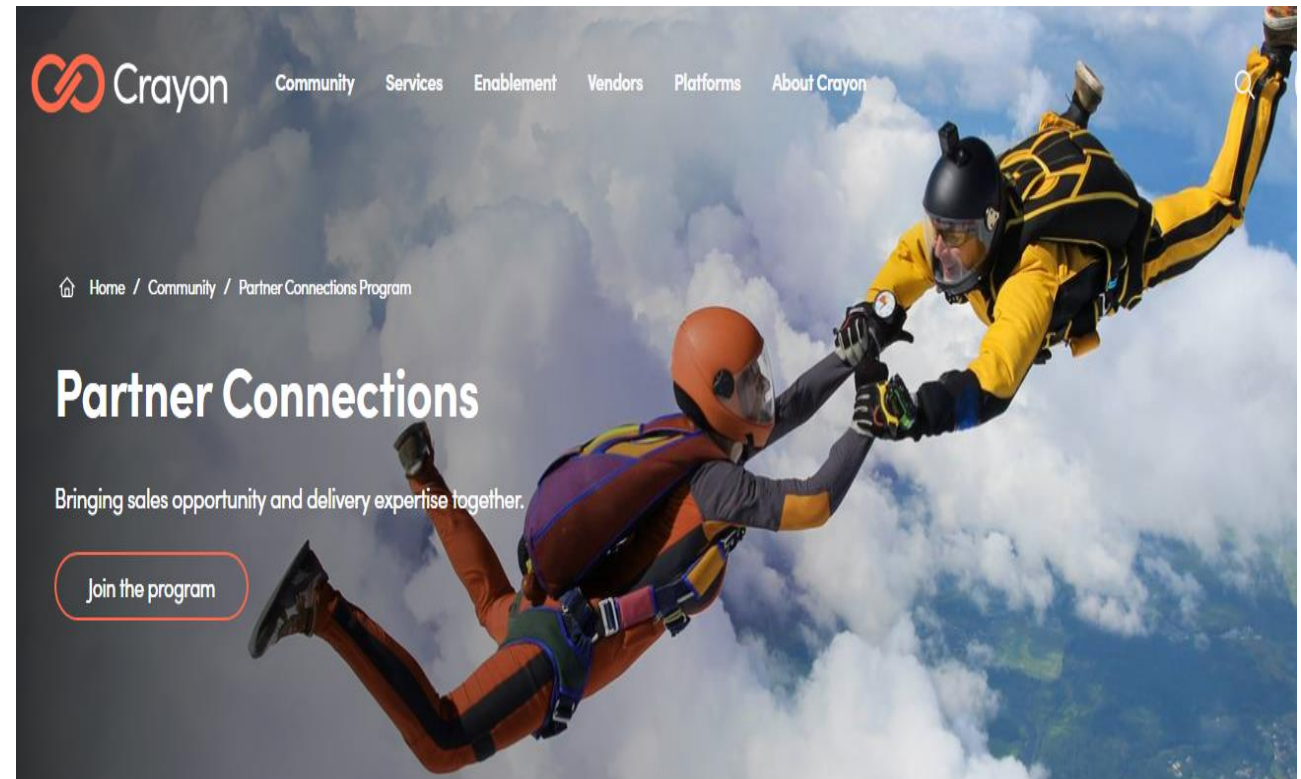 Crayon
Community Services Enablement Vendors Platforms About Crayon
Home / Community / Partner Connections Program
Partner Connections
Bringing sales opportunity and delivery expertise together.
Join the program